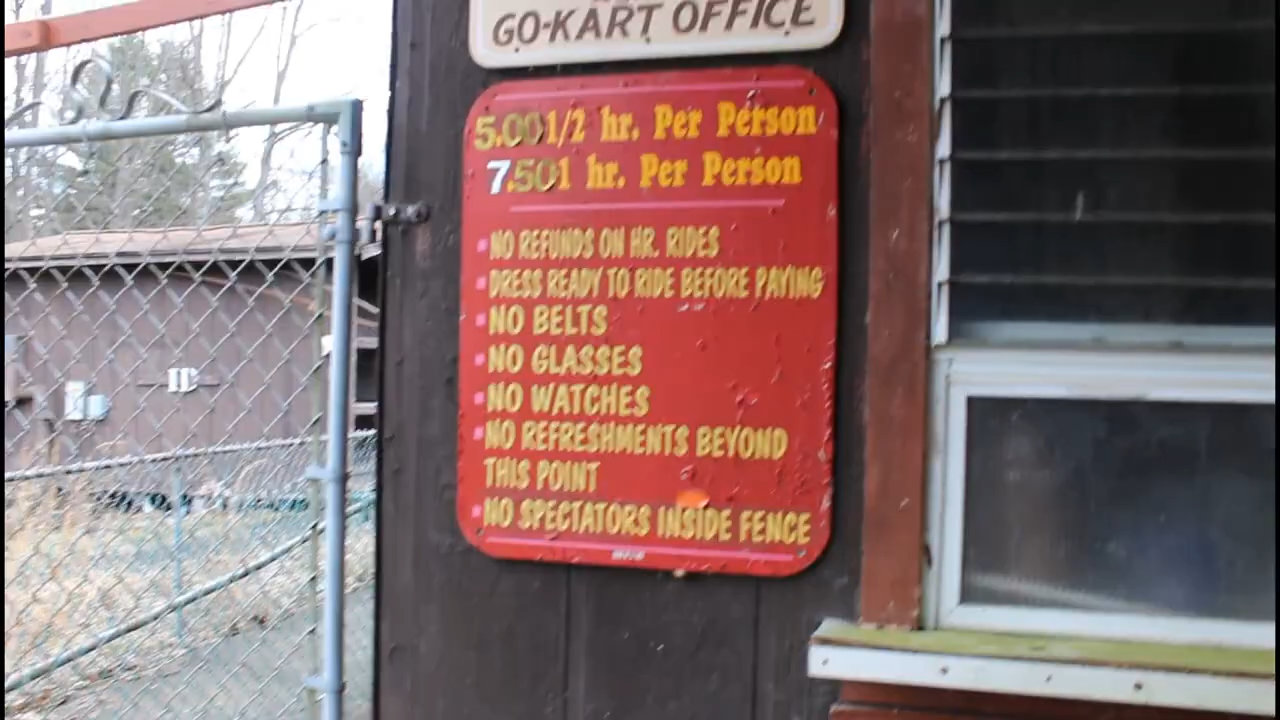 GO-KART OFFICE
5.00 1/2 hr. Per Person
7.50 1 hr. Per Person
NO REFUNDS ON HR. RIDES
DRESS READY TO RIDE BEFORE PAYING
NO BELTS
NO GLASSES
NO WATCHES
NO REFRESHMENTS BEYOND
THIS POINT
NO SPECTATORS INSIDE FENCE